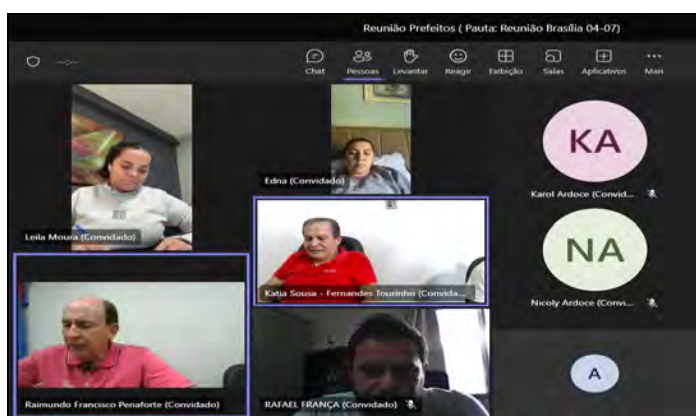 Reunião Prefeitos ( Pauta: Reunião Brasília 04-07)
Chat
Pessoas
Levantar
Reagir
Exibição
Salas
Aplicativos
Mais
Leila Moura (Convidado)
Edna (Convidado)
KA
Karol Ardoce (Convid...
Katia Sousa - Fernandes Tourinho (Convida...
NA
Nicoly Ardoce (Convi...
Raimundo Francisco Penaforte (Convidado)
RAFAEL FRANÇA (Convidado)
A